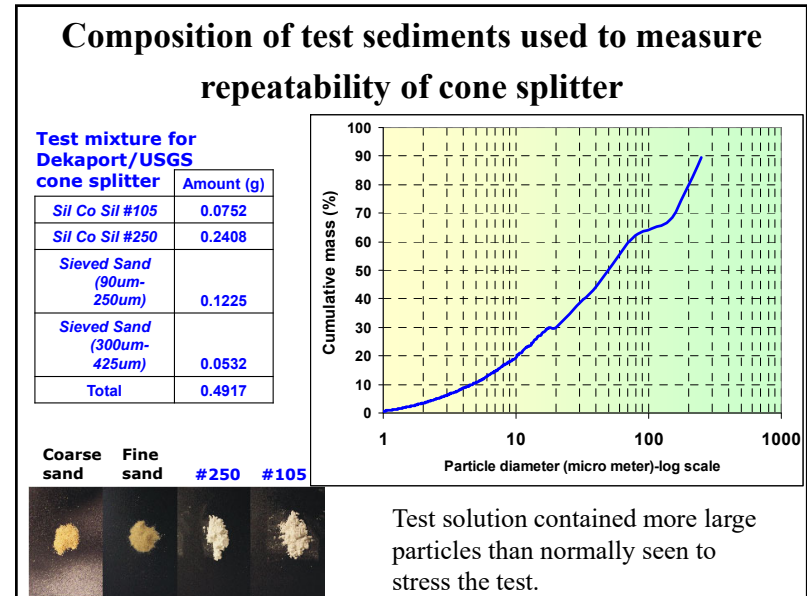 Composition of test sediments used to measure
repeatability of cone splitter
Test mixture for
Dekaport/USGS
cone splitter
Amount (g)
Sil Co Sil #105
0.0752
Sil Co Sil #250
0.2408
Sieved Sand
(90um-
250um)
0.1225
Sieved Sand
(300um-
425um)
0.0532
Total
0.4917
Cumulative mass (%)
100
90
80
70
60
50
40
30
20
10
0
1
10
100
1000
Particle diameter (micro meter)-log scale
Coarse
sand
Fine
sand
#250
#105
Test solution contained more large
particles than normally seen to
stress the test.